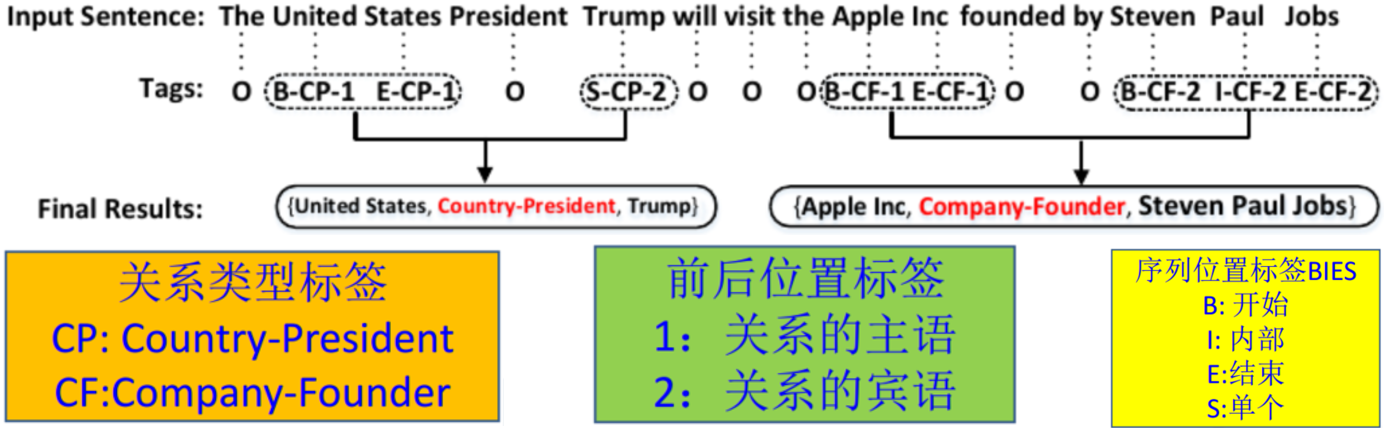 Input Sentence: The United States President Trump will visit the Apple Inc founded by Steven Paul Jobs
Tags: O B-CP-1 E-CP-1 O S-CP-2 O O O B-CF-1 E-CF-1 O O B-CF-2 I-CF-2 E-CF-2
Final Results: {United States, Country-President, Trump} {Apple Inc, Company-Founder, Steven Paul Jobs}
关系类型标签
CP: Country-President
CF:Company-Founder
前后位置标签
1：关系的主语
2：关系的宾语
序列位置标签BIES
B: 开始
I: 内部
E:结束
S:单个